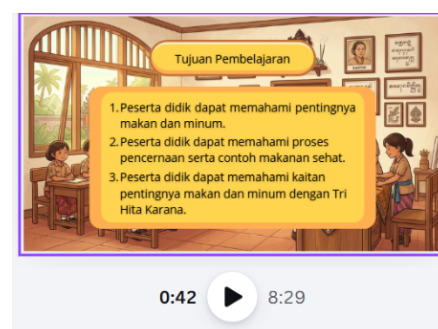 Tujuan Pembelajaran
1.Peserta didik dapat memahami pentingnya
makan dan minum.
2.Peserta didik dapat memahami proses
pencernaan serta contoh makanan sehat.
3.Peserta didik dapat memahami kaitan
pentingnya makan dan minum dengan Tri
Hita Karana.
0:42 8:29